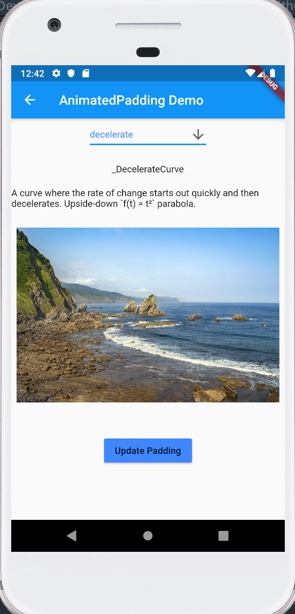 12:42
DEBUG
AnimatedPadding Demo
decelerate
_DecelerateCurve
A curve where the rate of change starts out quickly and then
decelerates. Upside-down `f(t) = t²` parabola.
Update Padding